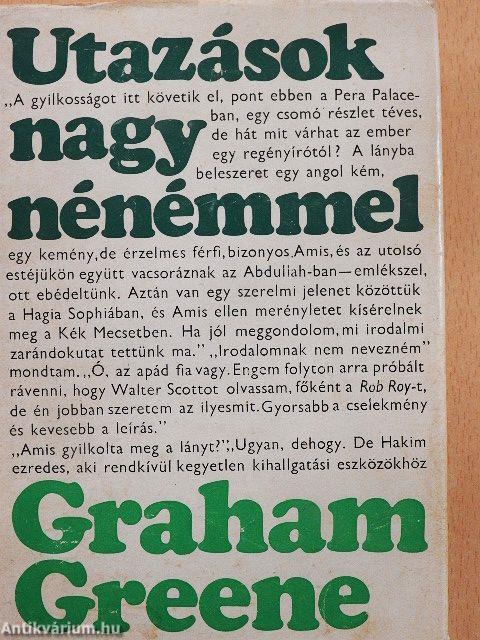 Utazások
„A gyilkosságot itt követik el, pont ebben a Pera Palace-
ban, egy csomó részlet téves,
de hát mit várhat az ember
nagy
egy regényírótól? A lányba
beleszeret egy angol kém,
nénémmel
egy kemény, de érzelmes férfi, bizonyos Amis, és az utolsó
estéjükön együtt vacsoráznak az Abdullah-ban—emlékszel,
ott ebédeltünk. Aztán van egy szerelmi jelenet közöttük
a Hagia Sophiában, és Amis ellen merényletet kísérelnek
meg a Kék Mecsetben. Ha jól meggondolom, mi irodalmi
zarándokutat tettünk ma." „Irodalomnak nem nevezném"
mondtam. „Ó, az apád fia vagy. Engem folyton arra próbált
rávenni, hogy Walter Scottot olvassam, főként a Rob Roy-t,
de én jobban szeretem az ilyesmit. Gyorsabb a cselekmény
és kevesebb a leírás."
„Amis gyilkolta meg a lányt?" „Ugyan, dehogy. De Hakim
ezredes, aki rendkívül kegyetlen kihallgatási eszközökhöz
Graham
Greene
Antikvárium.hu